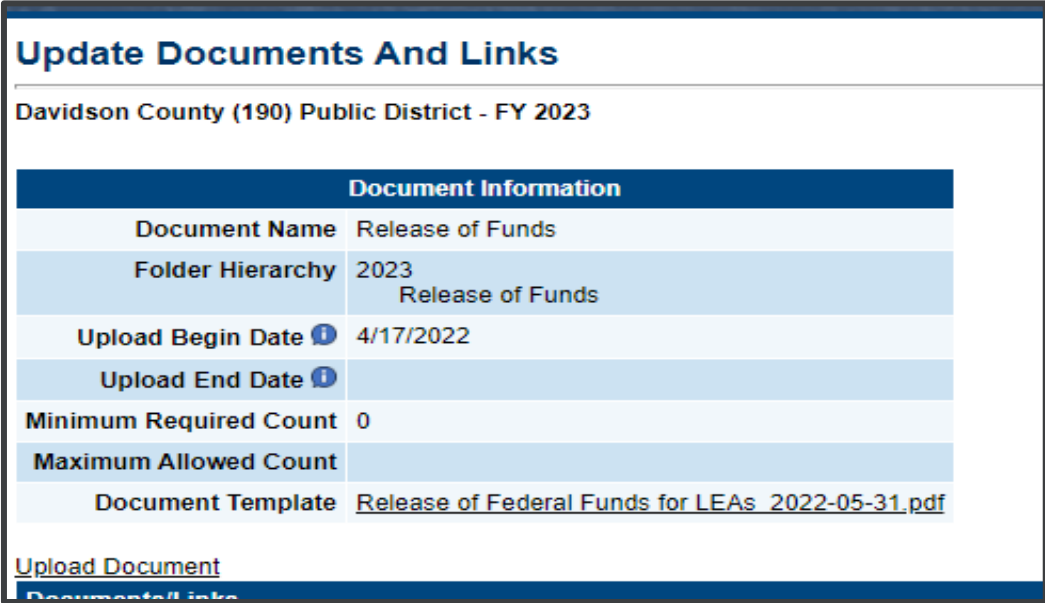 Update Documents And Links
Davidson County (190) Public District - FY 2023
Document Information
Document Name Release of Funds
Folder Hierarchy 2023
Release of Funds
Upload Begin Date 4/17/2022
Upload End Date
Minimum Required Count 0
Maximum Allowed Count
Document Template Release of Federal Funds for LEAs_2022-05-31.pdf
Upload Document
Documents/Links